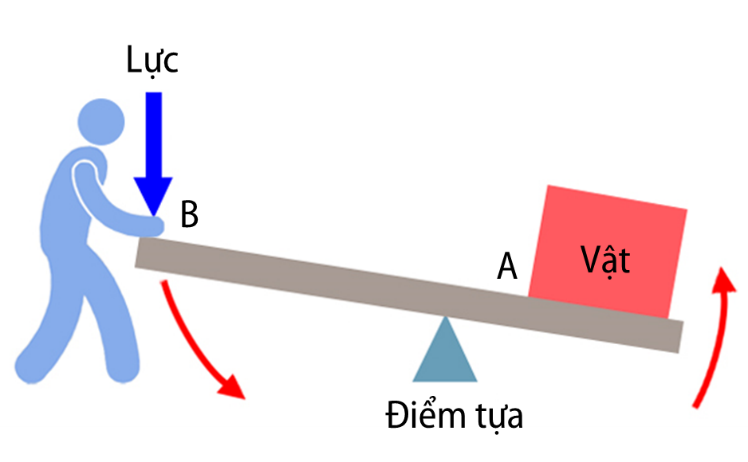 Lực
B
A
Vật
Điểm tựa